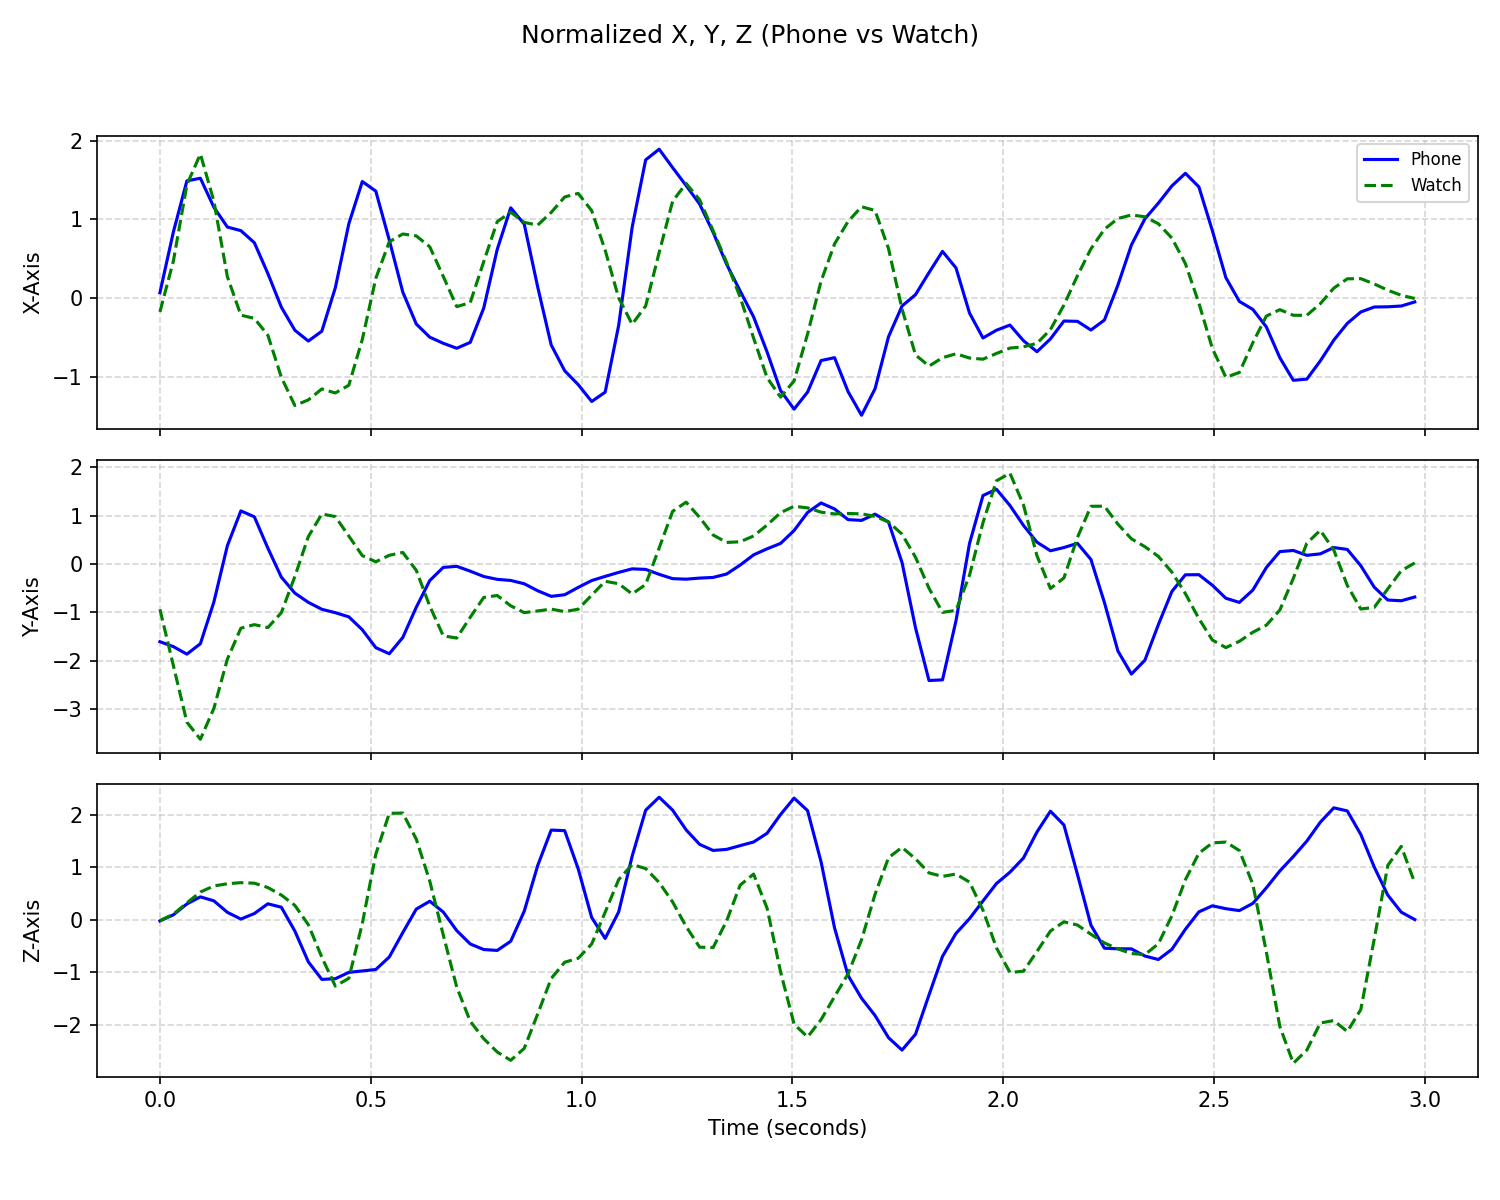 Normalized X, Y, Z (Phone vs Watch)
2
1
0
−1
X-Axis
Phone
Watch
2
1
0
−1
−2
−3
Y-Axis
2
1
0
−1
−2
Z-Axis
0.0 0.5 1.0 1.5 2.0 2.5 3.0
Time (seconds)